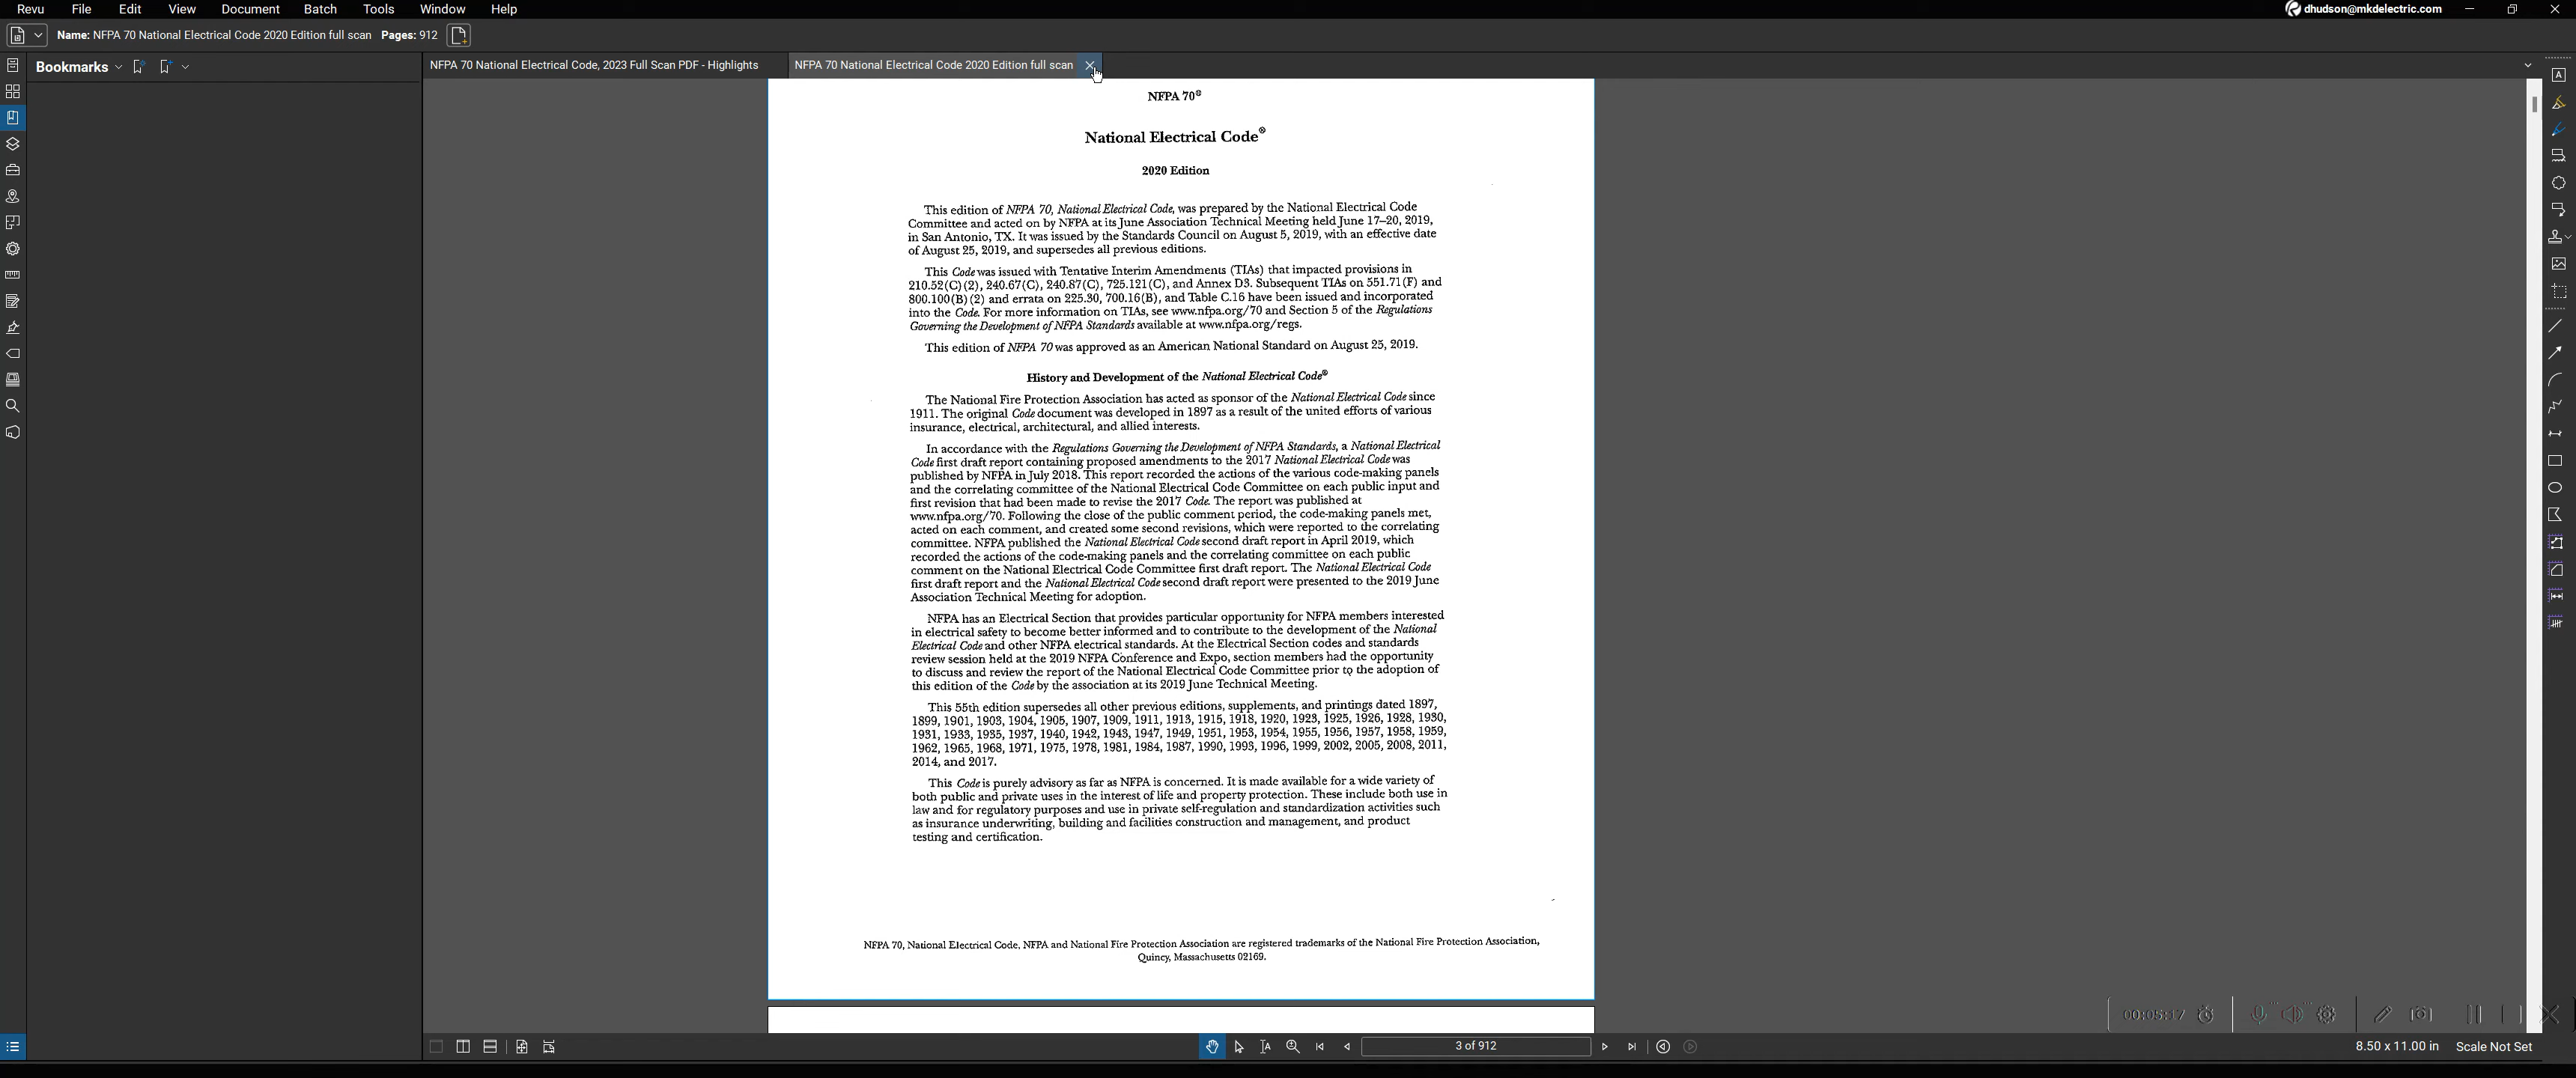 Revu File Edit View Document Batch Tools Window Help dhudson@mkdelectric.com
Name: NFPA 70 National Electrical Code 2020 Edition full scan Pages: 912
Bookmarks
NFPA 70 National Electrical Code, 2023 Full Scan PDF - Highlights NFPA 70 National Electrical Code 2020 Edition full scan
NFPA 70®
National Electrical Code®
2020 Edition
This edition of NFPA 70, National Electrical Code, was prepared by the National Electrical Code
Committee and acted on by NFPA at its June Association Technical Meeting held June 17–20, 2019,
in San Antonio, TX. It was issued by the Standards Council on August 5, 2019, with an effective date
of August 25, 2019, and supersedes all previous editions.
This Code was issued with Tentative Interim Amendments (TIAs) that impacted provisions in
210.52(C)(2), 240.67(C), 240.87(C), 725.121(C), and Annex D3. Subsequent TIAs on 551.71(F) and
800.100(B)(2) and errata on 225.30, 700.16(B), and Table C.16 have been issued and incorporated
into the Code. For more information on TIAs, see www.nfpa.org/70 and Section 5 of the Regulations
Governing the Development of NFPA Standards available at www.nfpa.org/regs.
This edition of NFPA 70 was approved as an American National Standard on August 25, 2019.
History and Development of the National Electrical Code®
The National Fire Protection Association has acted as sponsor of the National Electrical Code since
1911. The original Code document was developed in 1897 as a result of the united efforts of various
insurance, electrical, architectural, and allied interests.
In accordance with the Regulations Governing the Development of NFPA Standards, a National Electrical
Code first draft report containing proposed amendments to the 2017 National Electrical Code was
published by NFPA in July 2018. This report recorded the actions of the various code-making panels
and the correlating committee of the National Electrical Code Committee on each public input and
first revision that had been made to revise the 2017 Code. The report was published at
www.nfpa.org/70. Following the close of the public comment period, the code-making panels met,
acted on each comment, and created some second revisions, which were reported to the correlating
committee. NFPA published the National Electrical Code second draft report in April 2019, which
recorded the actions of the code-making panels and the correlating committee on each public
comment on the National Electrical Code Committee first draft report. The National Electrical Code
first draft report and the National Electrical Code second draft report were presented to the 2019 June
Association Technical Meeting for adoption.
NFPA has an Electrical Section that provides particular opportunity for NFPA members interested
in electrical safety to become better informed and to contribute to the development of the National
Electrical Code and other NFPA electrical standards. At the Electrical Section codes and standards
review session held at the 2019 NFPA Conference and Expo, section members had the opportunity
to discuss and review the report of the National Electrical Code Committee prior to the adoption of
this edition of the Code by the association at its 2019 June Technical Meeting.
This 55th edition supersedes all other previous editions, supplements, and printings dated 1897,
1899, 1901, 1903, 1904, 1905, 1907, 1909, 1911, 1913, 1915, 1918, 1920, 1923, 1925, 1926, 1928, 1930,
1931, 1933, 1935, 1937, 1940, 1942, 1943, 1947, 1949, 1951, 1953, 1954, 1955, 1956, 1957, 1958, 1959,
1962, 1965, 1968, 1971, 1975, 1978, 1981, 1984, 1987, 1990, 1993, 1996, 1999, 2002, 2005, 2008, 2011,
2014, and 2017.
This Code is purely advisory as far as NFPA is concerned. It is made available for a wide variety of
both public and private uses in the interest of life and property protection. These include both use in
law and for regulatory purposes and use in private self-regulation and standardization activities such
as insurance underwriting, building and facilities construction and management, and product
testing and certification.
NFPA 70, National Electrical Code, NFPA and National Fire Protection Association are registered trademarks of the National Fire Protection Association,
Quincy, Massachusetts 02169.
00:05:17
3 of 912 8.50 x 11.00 in Scale Not Set